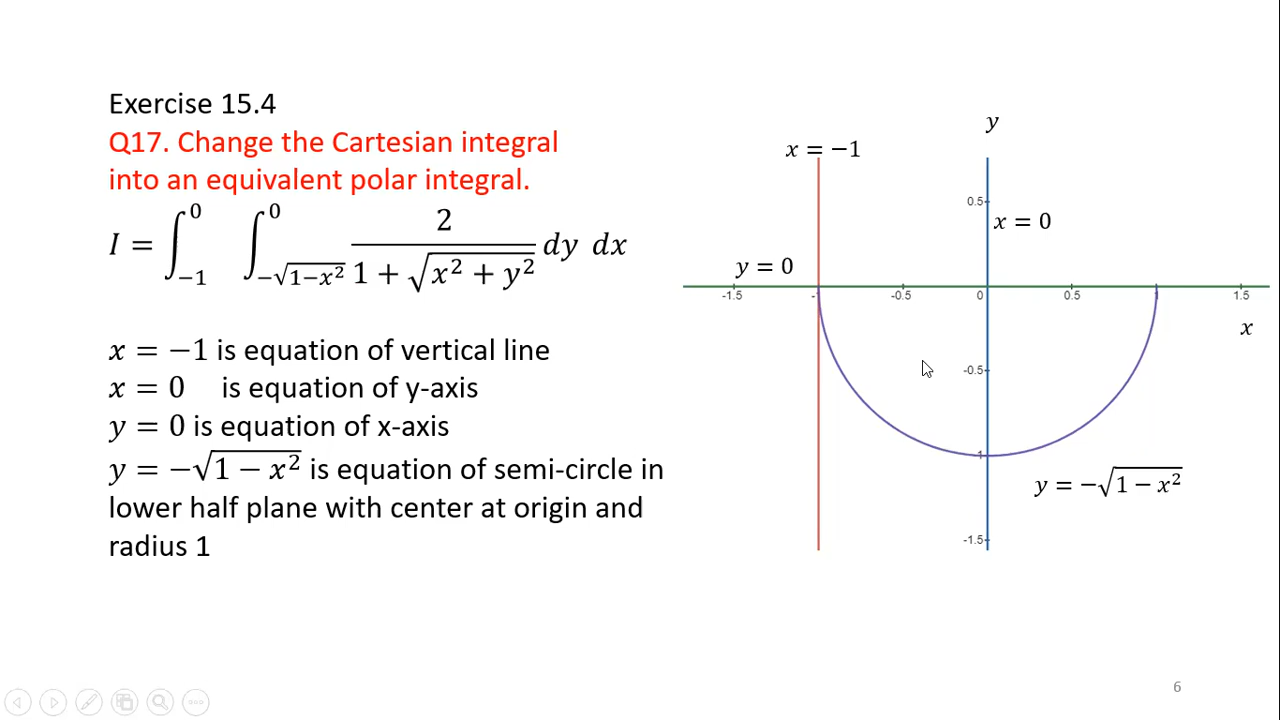 Exercise 15.4
Q17. Change the Cartesian integral
into an equivalent polar integral.
I = ∫_{−1}^{0} ∫_{−√(1−x²)}^{0} 2/(1 + √(x² + y²)) dy dx
x = −1 is equation of vertical line
x = 0 is equation of y-axis
y = 0 is equation of x-axis
y = −√(1 − x²) is equation of semi-circle in
lower half plane with center at origin and
radius 1
y
x = −1
0.5
x = 0
y = 0
-1.5 -1 -0.5 0 0.5 1 1.5
x
-0.5
-1
y = −√(1 − x²)
-1.5
6